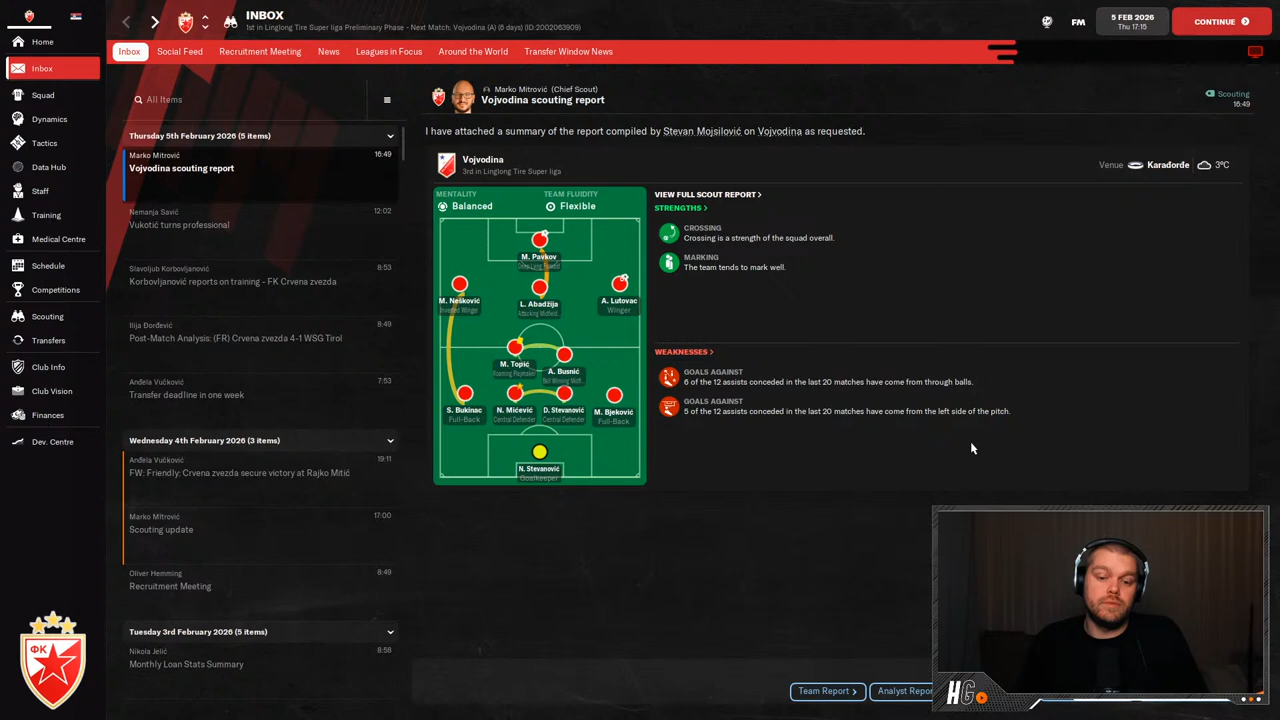 INBOX
1st in Linglong Tire Super liga Preliminary Phase - Next Match: Vojvodina (A) (6 days) (ID:2002063909)
FM
5 FEB 2026
Thu 17:15
CONTINUE
Home
Inbox
Squad
Dynamics
Tactics
Data Hub
Staff
Training
Medical Centre
Schedule
Competitions
Scouting
Transfers
Club Info
Club Vision
Finances
Dev. Centre
ФК
Inbox
Social Feed
Recruitment Meeting
News
Leagues in Focus
Around the World
Transfer Window News
All Items
Thursday 5th February 2026 (5 items)
Marko Mitrović
16:49
Vojvodina scouting report
Nemanja Savić
12:02
Vukotić turns professional
Slavoljub Korbovljanović
8:53
Korbovljanović reports on training - FK Crvena zvezda
Ilija Đorđević
8:49
Post-Match Analysis: (FR) Crvena zvezda 4-1 WSG Tirol
Anđela Vučković
7:53
Transfer deadline in one week
Wednesday 4th February 2026 (3 items)
Anđela Vučković
19:11
FW: Friendly: Crvena zvezda secure victory at Rajko Mitić
Marko Mitrović
17:00
Scouting update
Oliver Hemming
8:49
Recruitment Meeting
Tuesday 3rd February 2026 (5 items)
Nikola Jelić
8:58
Monthly Loan Stats Summary
Marko Mitrović (Chief Scout)
Vojvodina scouting report
Scouting
16:49
I have attached a summary of the report compiled by Stevan Mojsilović on Vojvodina as requested.
Vojvodina
3rd in Linglong Tire Super liga
Venue
Karađorđe
3°C
MENTALITY
Balanced
TEAM FLUIDITY
Flexible
M. Pavkov
M. Nešković
Inverted Winger
L. Abadžija
Attacking Midfield..
A. Lutovac
Winger
M. Topić
Roaming Playmaker
A. Busnić
Ball Winning Midf..
S. Bukinac
Full-Back
N. Mićević
Central Defender
D. Stevanović
Central Defender
M. Bjeković
Full-Back
N. Stevanović
Goalkeeper
VIEW FULL SCOUT REPORT >
STRENGTHS >
CROSSING
Crossing is a strength of the squad overall.
MARKING
The team tends to mark well.
WEAKNESSES >
GOALS AGAINST
6 of the 12 assists conceded in the last 20 matches have come from through balls.
GOALS AGAINST
5 of the 12 assists conceded in the last 20 matches have come from the left side of the pitch.
Team Report >
Analyst Repor
HG